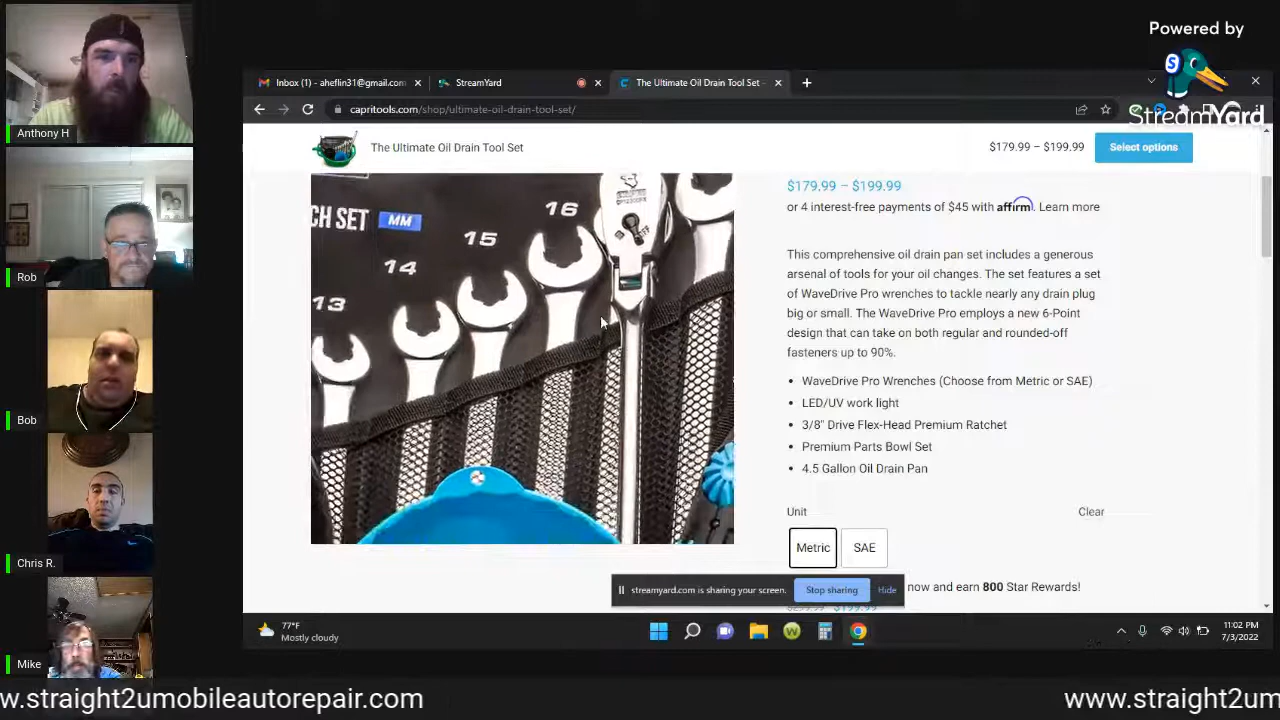 Powered by
StreamYard
Anthony H
Rob
Bob
Chris R.
Mike
Inbox (1) - aheflin31@gmail.com
StreamYard
The Ultimate Oil Drain Tool Set -
capritools.com/shop/ultimate-oil-drain-tool-set/
The Ultimate Oil Drain Tool Set
$179.99 – $199.99
Select options
CH SET MM
13
14
15
16
OFF
$179.99 – $199.99
or 4 interest-free payments of $45 with affirm. Learn more
This comprehensive oil drain pan set includes a generous
arsenal of tools for your oil changes. The set features a set
of WaveDrive Pro wrenches to tackle nearly any drain plug
big or small. The WaveDrive Pro employs a new 6-Point
design that can take on both regular and rounded-off
fasteners up to 90%.
• WaveDrive Pro Wrenches (Choose from Metric or SAE)
• LED/UV work light
• 3/8" Drive Flex-Head Premium Ratchet
• Premium Parts Bowl Set
• 4.5 Gallon Oil Drain Pan
Unit
Clear
Metric
SAE
now and earn 800 Star Rewards!
$199.99
streamyard.com is sharing your screen.
Stop sharing
Hide
77°F
Mostly cloudy
11:02 PM
7/3/2022
w.straight2umobileautorepair.com
www.straight2um